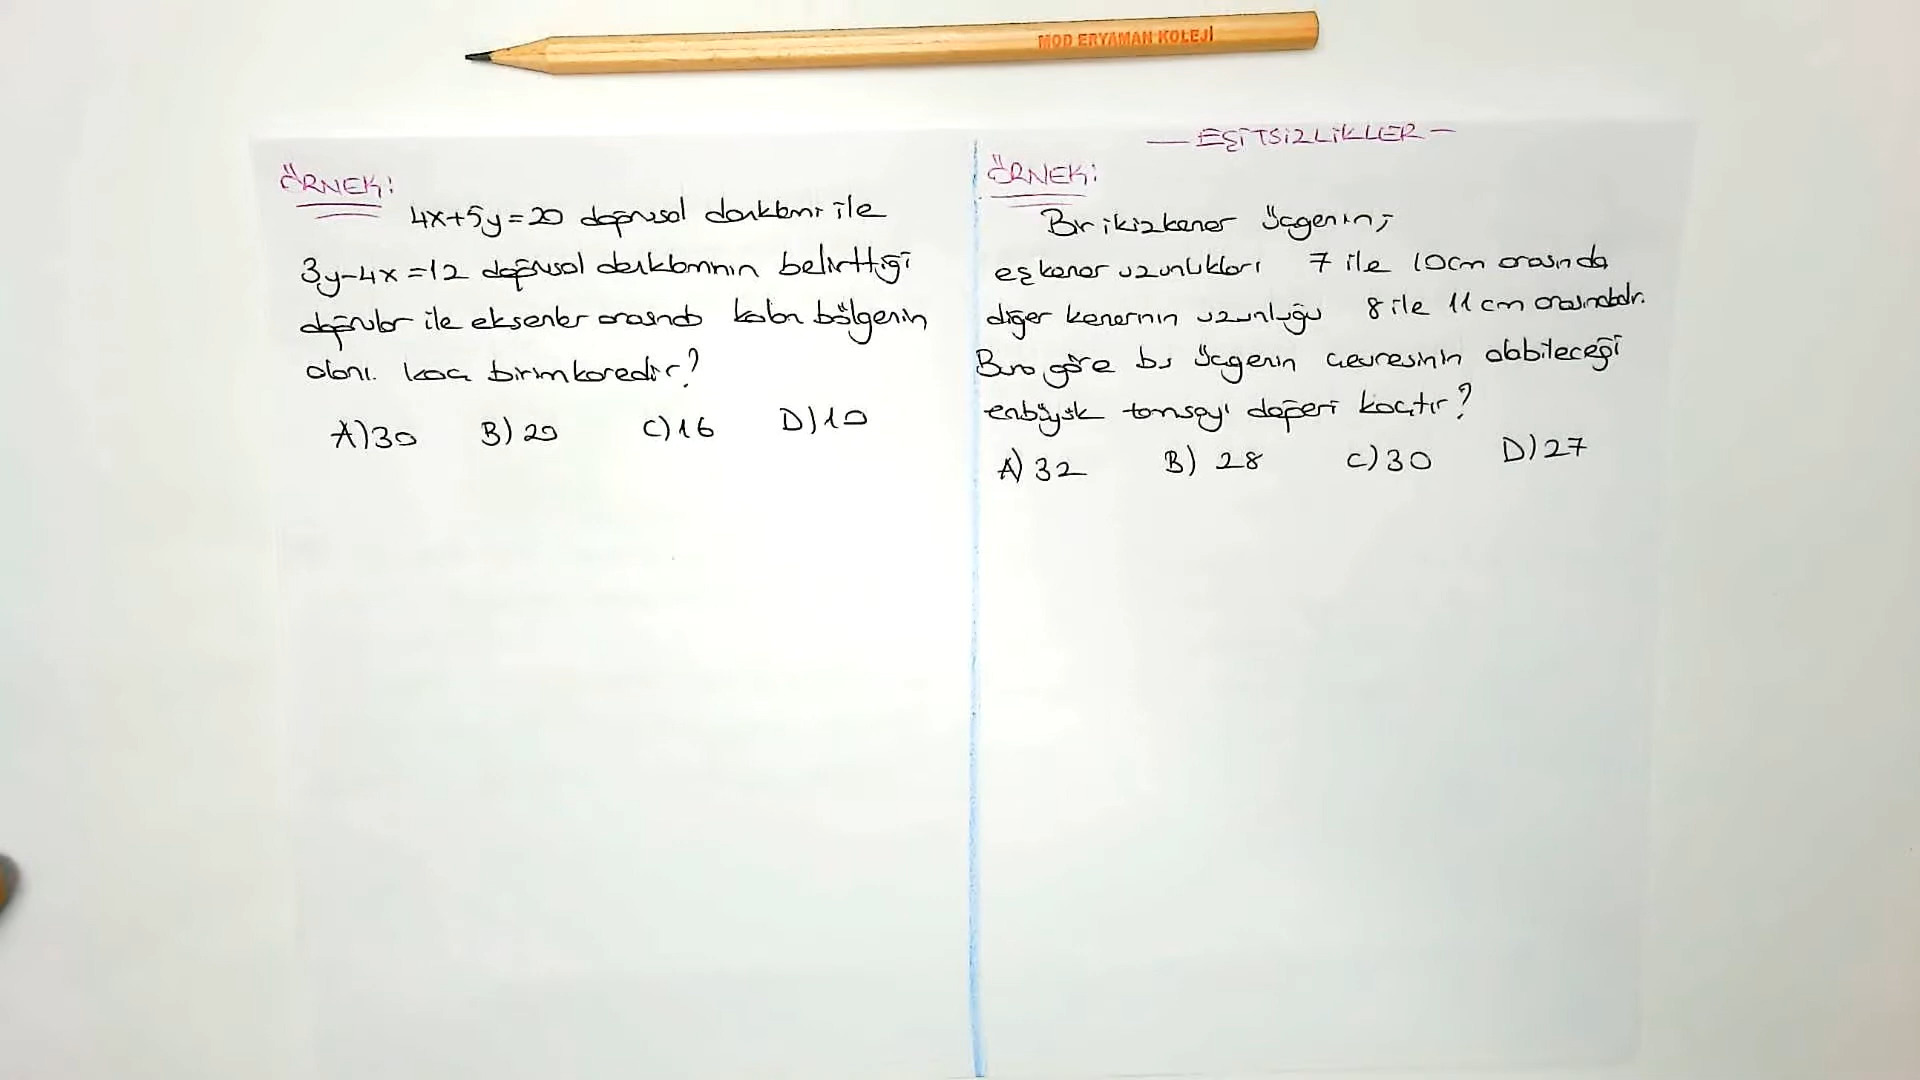 MOD ERYAMAN KOLEJİ
ÖRNEK:
4x+5y=20 doğrusal denklemi ile
3y-4x=12 doğrusal denkleminin belirttiği
doğrular ile eksenler arasında kalan bölgenin
alanı kaç birimkaredir?
A)30 B)20 C)16 D)10
- EŞİTSİZLİKLER -
ÖRNEK:
Bir ikizkenar üçgenin;
eş kenar uzunlukları 7 ile 10cm arasında
diğer kenarının uzunluğu 8 ile 11 cm arasındadır.
Buna göre bu üçgenin çevresinin alabileceği
enbüyük tamsayı değeri kaçtır?
A) 32 B) 28 C) 30 D) 27